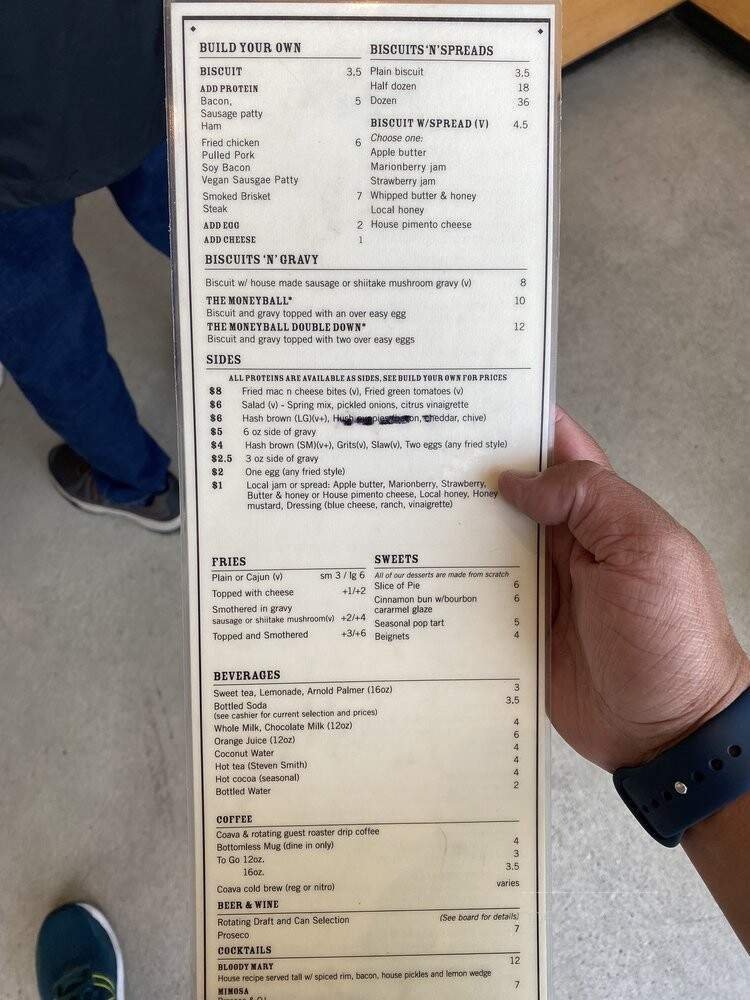 BUILD YOUR OWN
BISCUIT 3.5
ADD PROTEIN
Bacon, 5
Sausage patty
Ham
Fried chicken 6
Pulled Pork
Soy Bacon
Vegan Sausgae Patty
Smoked Brisket 7
Steak
ADD EGG 2
ADD CHEESE 1
BISCUITS 'N' SPREADS
Plain biscuit 3.5
Half dozen 18
Dozen 36
BISCUIT W/SPREAD (V) 4.5
Choose one:
Apple butter
Marionberry jam
Strawberry jam
Whipped butter & honey
Local honey
House pimento cheese
BISCUITS 'N' GRAVY
Biscuit w/ house made sausage or shiitake mushroom gravy (v) 8
THE MONEYBALL* 10
Biscuit and gravy topped with an over easy egg
THE MONEYBALL DOUBLE DOWN* 12
Biscuit and gravy topped with two over easy eggs
SIDES
ALL PROTEINS ARE AVAILABLE AS SIDES, SEE BUILD YOUR OWN FOR PRICES
$8 Fried mac n cheese bites (v), Fried green tomatoes (v)
$6 Salad (v) - Spring mix, pickled onions, citrus vinaigrette
$6 Hash brown (LG)(v+), cheddar, chive)
$5 6 oz side of gravy
$4 Hash brown (SM)(v+), Grits(v), Slaw(v), Two eggs (any fried style)
$2.5 3 oz side of gravy
$2 One egg (any fried style)
$1 Local jam or spread: Apple butter, Marionberry, Strawberry,
Butter & honey or House pimento cheese, Local honey, Honey
mustard, Dressing (blue cheese, ranch, vinaigrette)
FRIES
Plain or Cajun (v) sm 3 / lg 6
Topped with cheese +1/+2
Smothered in gravy
sausage or shiitake mushroom(v) +2/+4
Topped and Smothered +3/+6
SWEETS
All of our desserts are made from scratch
Slice of Pie 6
Cinnamon bun w/bourbon 6
cararmel glaze
Seasonal pop tart 5
Beignets 4
BEVERAGES
Sweet tea, Lemonade, Arnold Palmer (16oz) 3
Bottled Soda 3.5
(see cashier for current selection and prices)
Whole Milk, Chocolate Milk (12oz) 4
Orange Juice (12oz) 6
Coconut Water 4
Hot tea (Steven Smith) 4
Hot cocoa (seasonal) 4
Bottled Water 2
COFFEE
Coava & rotating guest roaster drip coffee
Bottomless Mug (dine in only) 4
To Go 12oz. 3
16oz. 3.5
Coava cold brew (reg or nitro) varies
BEER & WINE
Rotating Draft and Can Selection (See board for details)
Proseco 7
COCKTAILS
BLOODY MARY 12
House recipe served tall w/ spiced rim, bacon, house pickles and lemon wedge
MIMOSA 7